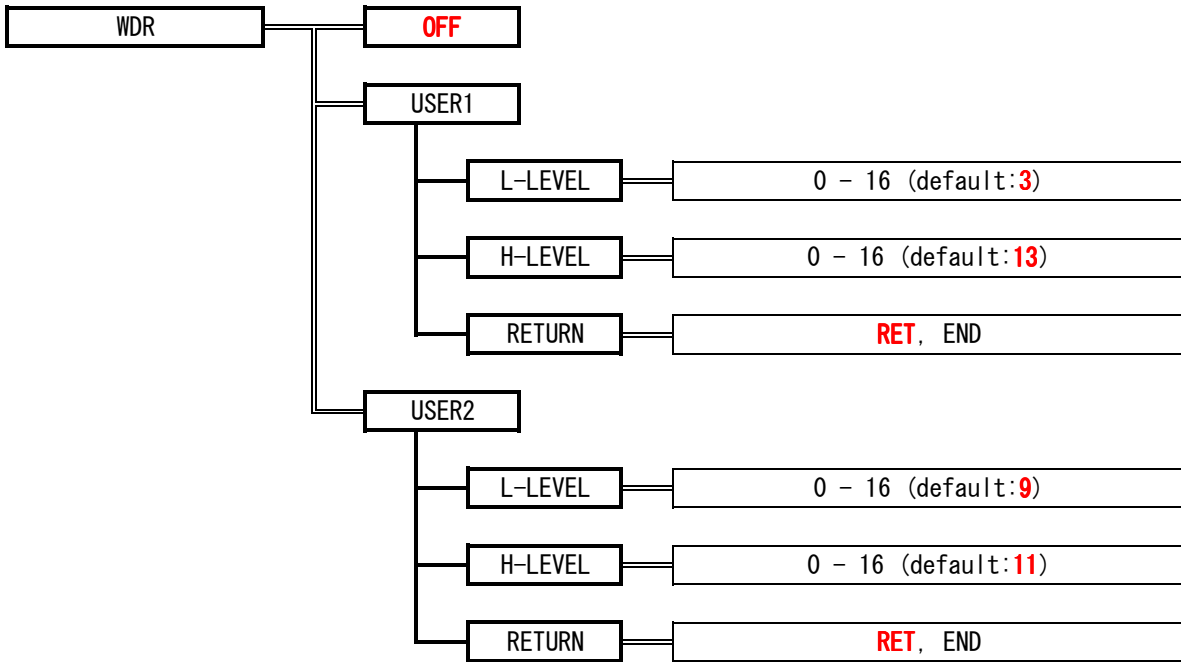 WDR OFF
USER1
L-LEVEL 0 - 16 (default:3)
H-LEVEL 0 - 16 (default:13)
RETURN RET, END
USER2
L-LEVEL 0 - 16 (default:9)
H-LEVEL 0 - 16 (default:11)
RETURN RET, END